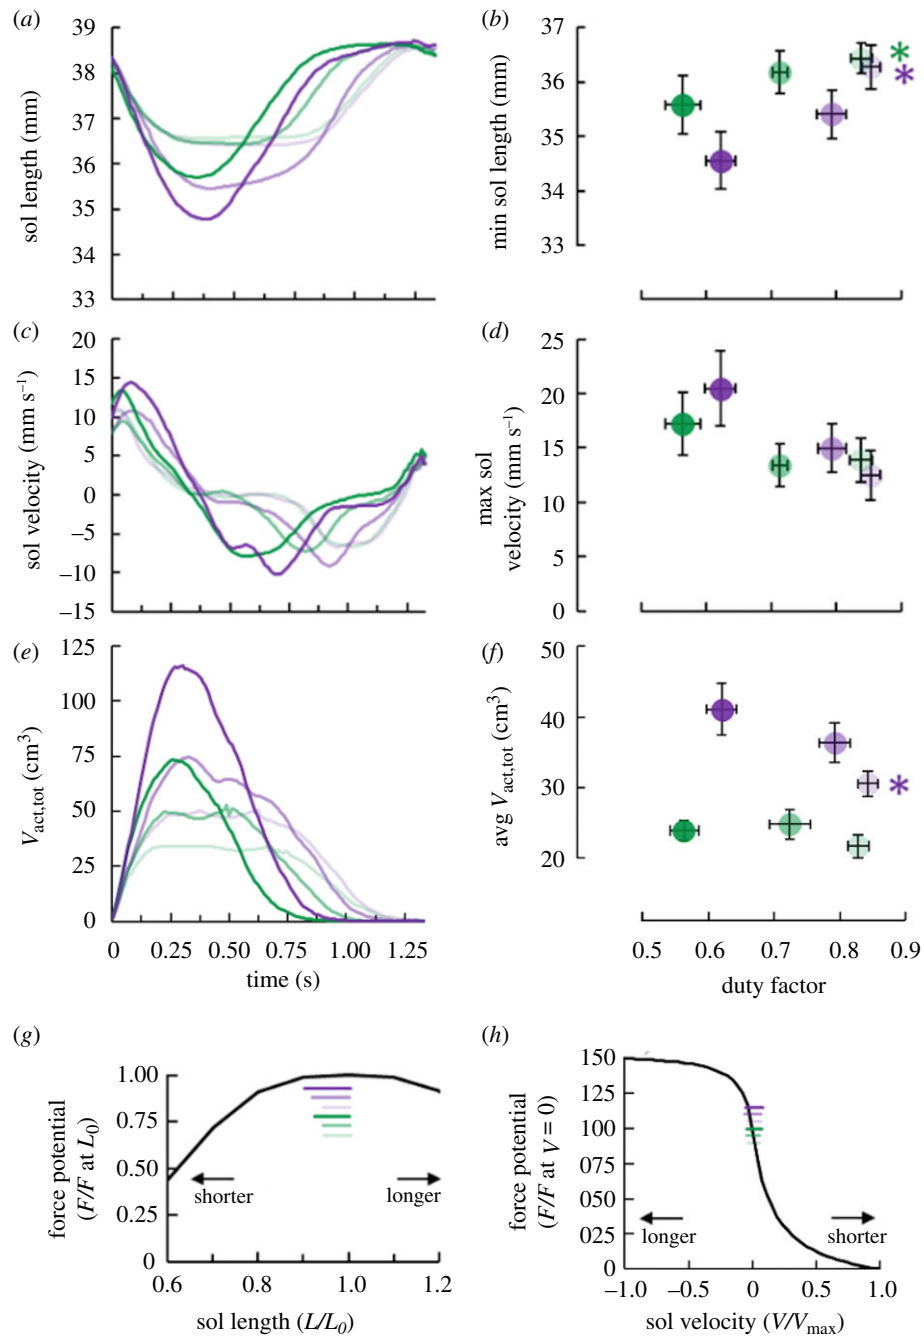 (a)
39
38
37
36
35
34
33
sol length (mm)
(b)
37
36
35
34
33
min sol length (mm)
*
*
(c)
20
15
10
5
0
−5
−10
−15
sol velocity (mm s−1)
(d)
25
20
15
10
5
0
max sol
velocity (mm s−1)
(e)
125
100
75
50
25
0
Vact,tot (cm3)
0
0.25
0.50
0.75
1.00
1.25
time (s)
(f)
50
40
30
20
avg Vact,tot (cm3)
*
0.5
0.6
0.7
0.8
0.9
duty factor
(g)
1.00
0.75
0.50
0.25
0
force potential
(F/F at L0)
shorter
longer
0.6
0.8
1.0
1.2
sol length (L/L0)
(h)
150
125
100
075
050
025
0
force potential
(F/F at V = 0)
longer
shorter
−1.0
−0.5
0
0.5
1.0
sol velocity (V/Vmax)